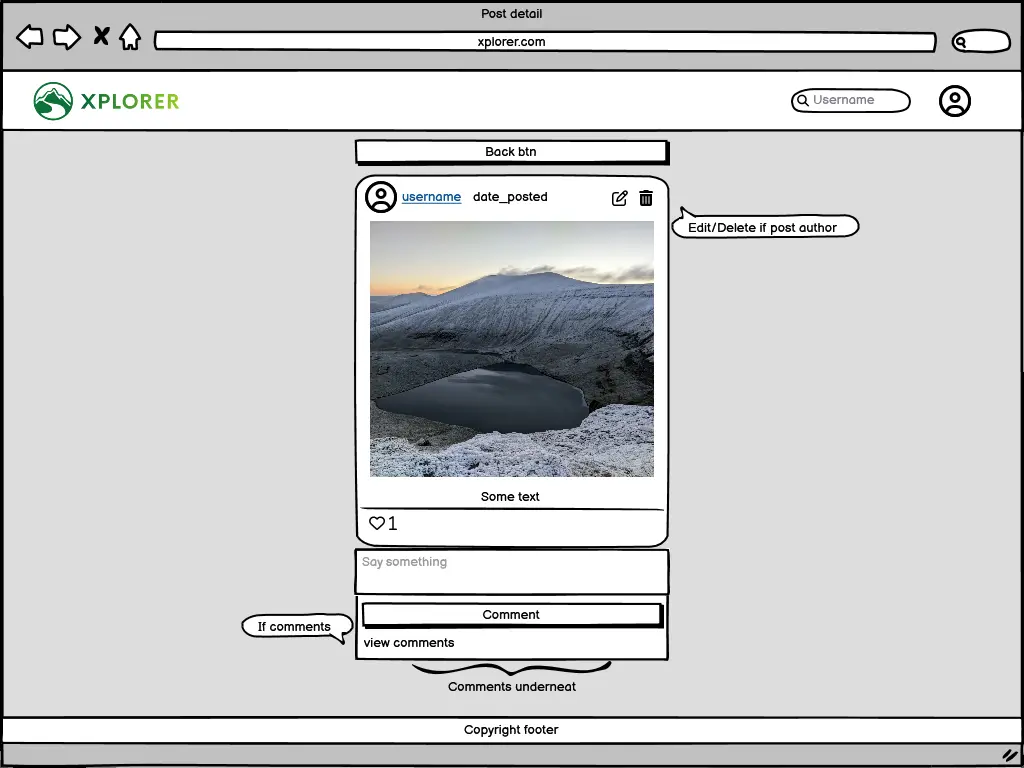 Post detail
xplorer.com
XPLORER
Username
Back btn
username date_posted
Edit/Delete if post author
Some text
1
Say something
Comment
If comments
view comments
Comments underneat
Copyright footer